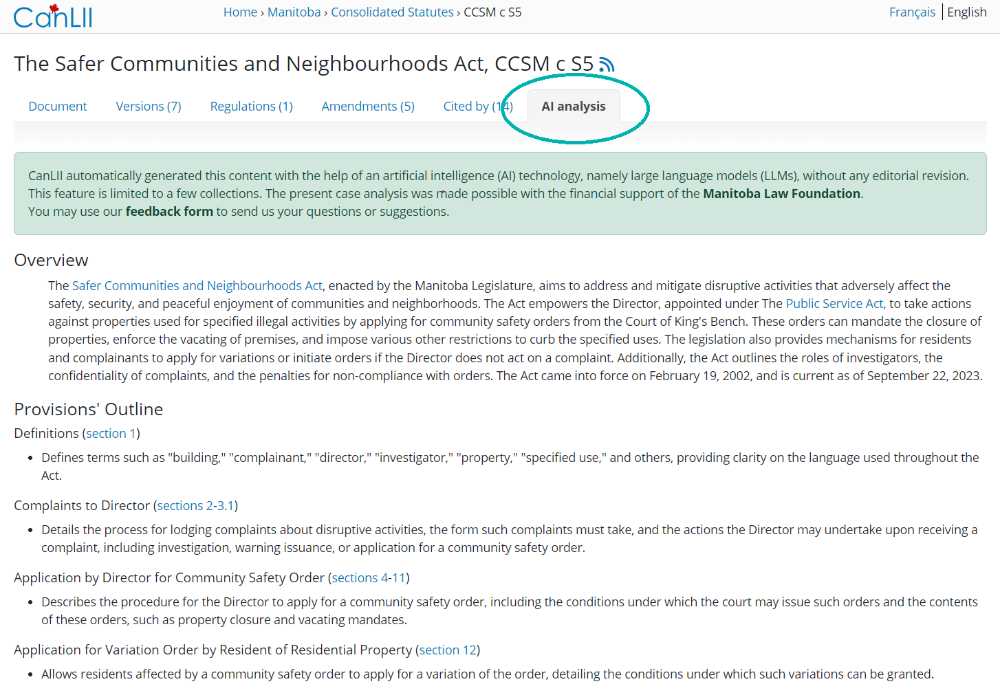 CanLII
Home › Manitoba › Consolidated Statutes › CCSM c S5
Français | English
The Safer Communities and Neighbourhoods Act, CCSM c S5
Document Versions (7) Regulations (1) Amendments (5) Cited by (14) AI analysis
CanLII automatically generated this content with the help of an artificial intelligence (AI) technology, namely large language models (LLMs), without any editorial revision.
This feature is limited to a few collections. The present case analysis was made possible with the financial support of the Manitoba Law Foundation.
You may use our feedback form to send us your questions or suggestions.
Overview
The Safer Communities and Neighbourhoods Act, enacted by the Manitoba Legislature, aims to address and mitigate disruptive activities that adversely affect the
safety, security, and peaceful enjoyment of communities and neighborhoods. The Act empowers the Director, appointed under The Public Service Act, to take actions
against properties used for specified illegal activities by applying for community safety orders from the Court of King's Bench. These orders can mandate the closure of
properties, enforce the vacating of premises, and impose various other restrictions to curb the specified uses. The legislation also provides mechanisms for residents
and complainants to apply for variations or initiate orders if the Director does not act on a complaint. Additionally, the Act outlines the roles of investigators, the
confidentiality of complaints, and the penalties for non-compliance with orders. The Act came into force on February 19, 2002, and is current as of September 22, 2023.
Provisions' Outline
Definitions (section 1)
• Defines terms such as "building," "complainant," "director," "investigator," "property," "specified use," and others, providing clarity on the language used throughout the
Act.
Complaints to Director (sections 2-3.1)
• Details the process for lodging complaints about disruptive activities, the form such complaints must take, and the actions the Director may undertake upon receiving a
complaint, including investigation, warning issuance, or application for a community safety order.
Application by Director for Community Safety Order (sections 4-11)
• Describes the procedure for the Director to apply for a community safety order, including the conditions under which the court may issue such orders and the contents
of these orders, such as property closure and vacating mandates.
Application for Variation Order by Resident of Residential Property (section 12)
• Allows residents affected by a community safety order to apply for a variation of the order, detailing the conditions under which such variations can be granted.